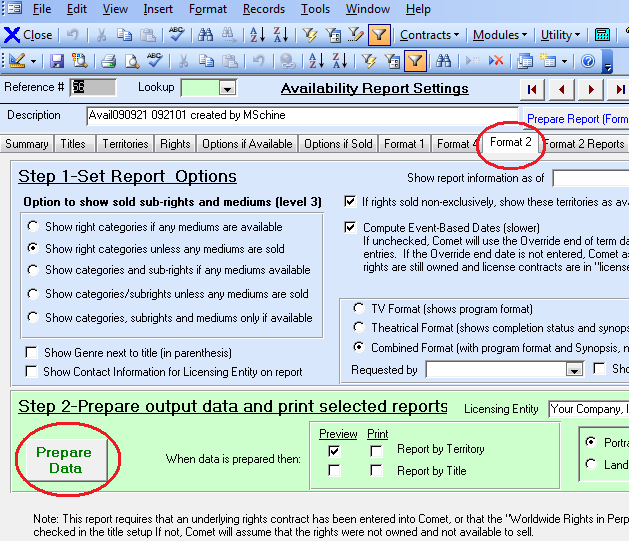 File Edit View Insert Format Records Tools Window Help
Close ABC Contracts Modules Utility
ABC
Reference # 56 Lookup Availability Report Settings
Description Avail090921 092101 created by MSchine Prepare Report (Form
Summary Titles Territories Rights Options if Available Options if Sold Format 1 Format 4 Format 2 Format 2 Reports
Step 1-Set Report Options Show report information as of
Option to show sold sub-rights and mediums (level 3) If rights sold non-exclusively, show these territories as av
Show right categories if any mediums are available Compute Event-Based Dates (slower)
If unchecked, Comet will use the Override end of term da
Show right categories unless any mediums are sold entries. If the Override end date is not entered, Comet as
Show categories and sub-rights if any mediums available rights are still owned and license contracts are in "license
Show categories/subrights unless any mediums are sold
TV Format (shows program format)
Show categories, subrights and mediums only if available Theatrical Format (shows completion status and synops
Show Genre next to title (in parenthesis) Combined Format (with program format and Synopsis, n
Show Contact Information for Licensing Entity on report Requested by Sho
Step 2-Prepare output data and print selected reports Licensing Entity Your Company, I
Preview Print
Prepare Data When data is prepared then: Report by Territory Portra
Report by Title Land
Note: This report requires that an underlying rights contract has been entered into Comet, or that the "Worldwide Rights in Perp
checked in the title setup If not, Comet will assume that the rights were not owned and not available to sell.